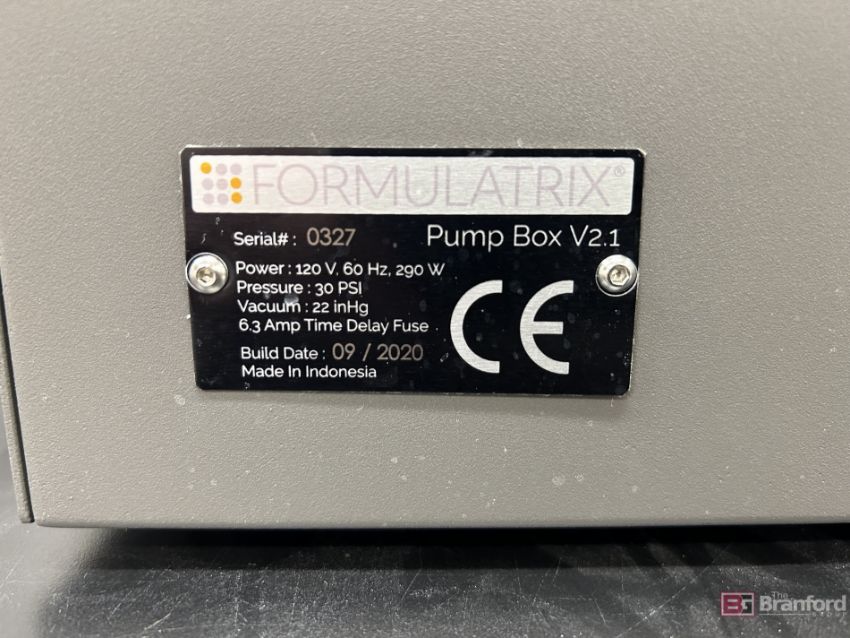 FORMULATRIX®
Serial# : 0327
Pump Box V2.1
Power : 120 V, 60 Hz, 290 W
Pressure : 30 PSI
Vacuum : 22 inHg
6.3 Amp Time Delay Fuse
CE
Build Date : 09 / 2020
Made In Indonesia
BG The
Branford
GROUP